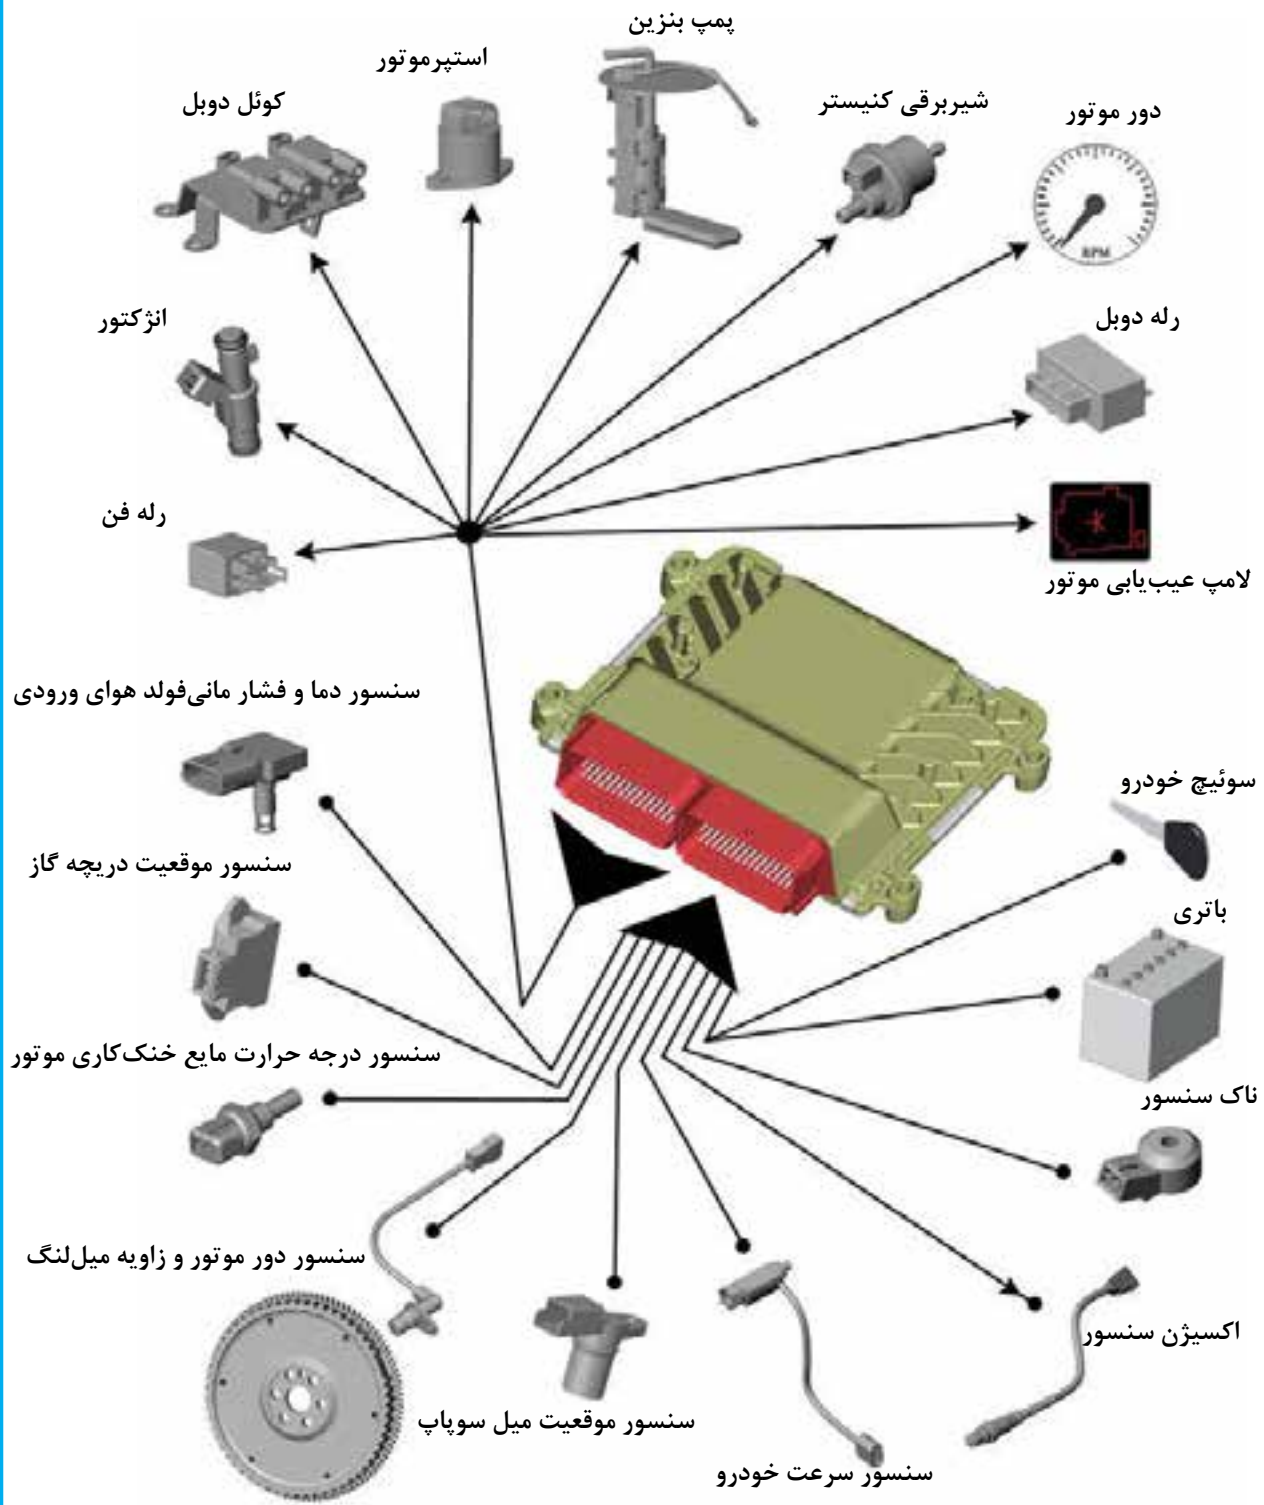 پمپ بنزین
استپرموتور
کوئل دوبل
شیربرقی کنیستر
دور موتور
RPM
انژکتور
رله دوبل
رله فن
لامپ عیب‌یابی موتور
سنسور دما و فشار مانی‌فولد هوای ورودی
سوئیچ خودرو
سنسور موقعیت دریچه گاز
باتری
سنسور درجه حرارت مایع خنک‌کاری موتور
ناک سنسور
سنسور دور موتور و زاویه میل‌لنگ
اکسیژن سنسور
سنسور موقعیت میل سوپاپ
سنسور سرعت خودرو